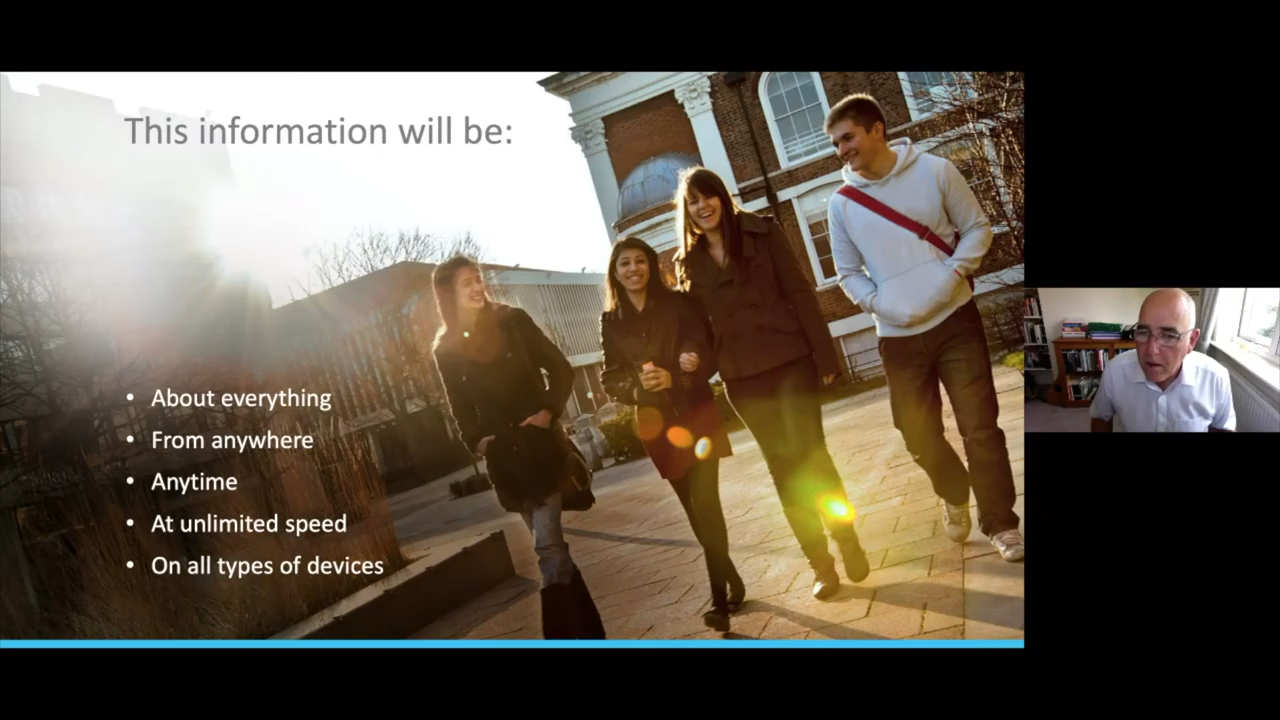 This information will be:
• About everything
• From anywhere
• Anytime
• At unlimited speed
• On all types of devices